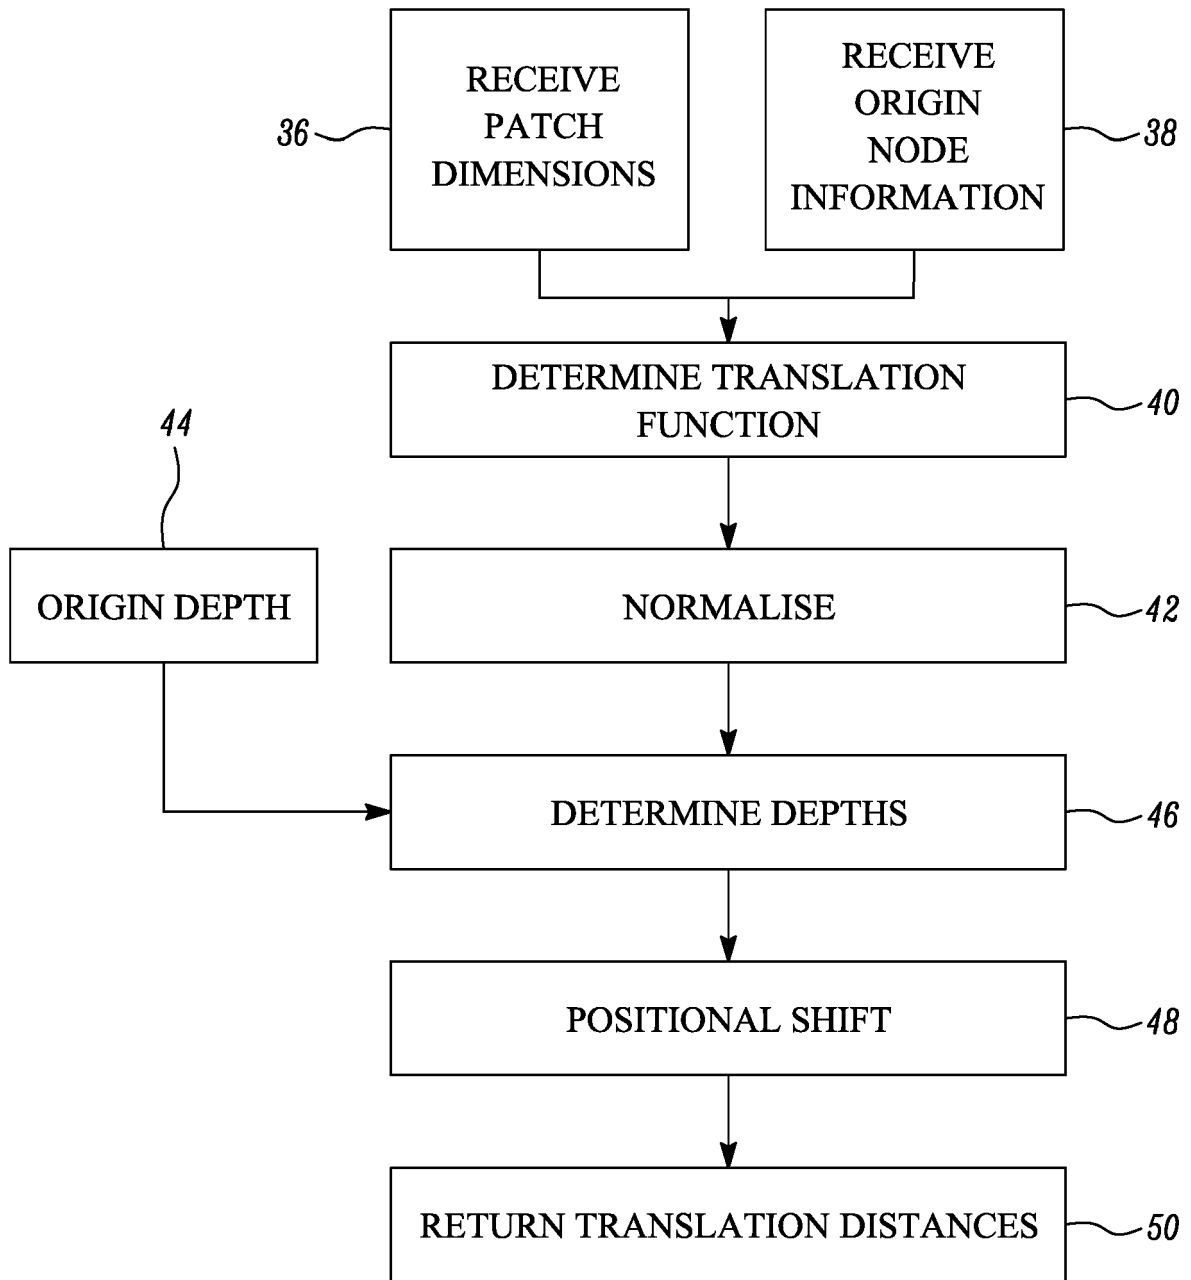 RECEIVE
PATCH
DIMENSIONS
36
RECEIVE
ORIGIN
NODE
INFORMATION
38
DETERMINE TRANSLATION
FUNCTION
40
44
ORIGIN DEPTH
NORMALISE
42
DETERMINE DEPTHS
46
POSITIONAL SHIFT
48
RETURN TRANSLATION DISTANCES
50